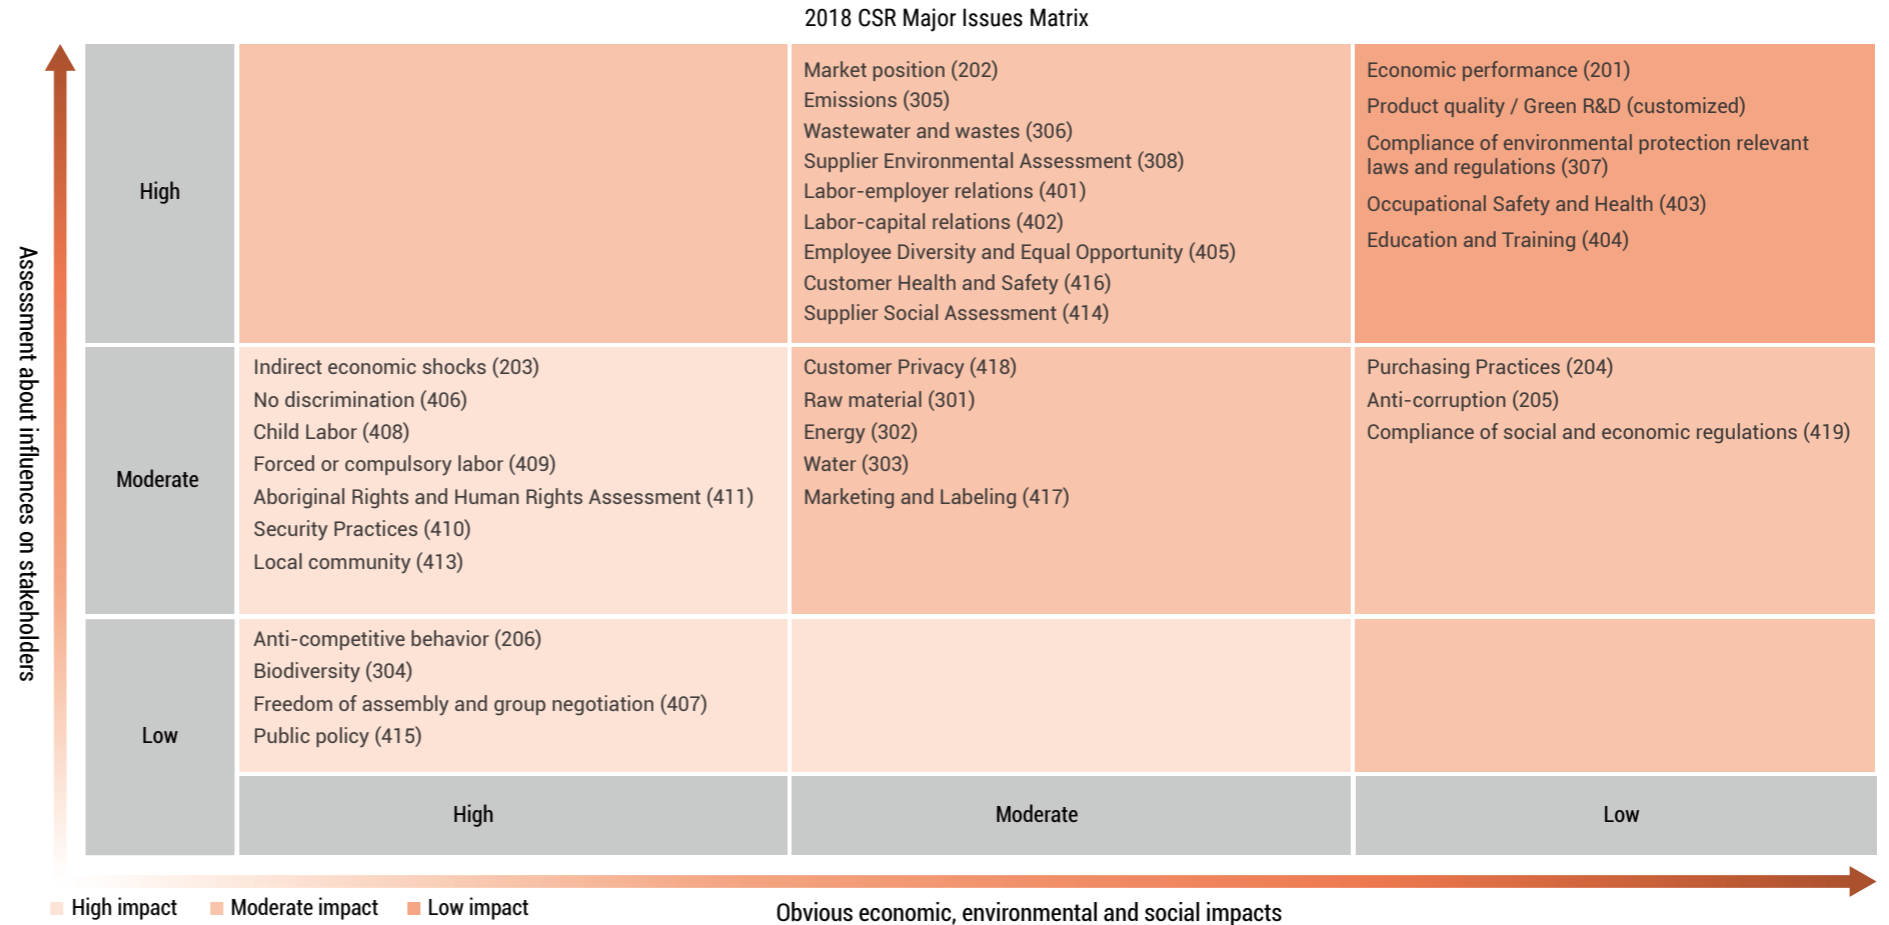 2018 CSR Major Issues Matrix
Assessment about influences on stakeholders
High
Market position (202)
Emissions (305)
Wastewater and wastes (306)
Supplier Environmental Assessment (308)
Labor-employer relations (401)
Labor-capital relations (402)
Employee Diversity and Equal Opportunity (405)
Customer Health and Safety (416)
Supplier Social Assessment (414)
Economic performance (201)
Product quality / Green R&D (customized)
Compliance of environmental protection relevant
laws and regulations (307)
Occupational Safety and Health (403)
Education and Training (404)
Moderate
Indirect economic shocks (203)
No discrimination (406)
Child Labor (408)
Forced or compulsory labor (409)
Aboriginal Rights and Human Rights Assessment (411)
Security Practices (410)
Local community (413)
Customer Privacy (418)
Raw material (301)
Energy (302)
Water (303)
Marketing and Labeling (417)
Purchasing Practices (204)
Anti-corruption (205)
Compliance of social and economic regulations (419)
Low
Anti-competitive behavior (206)
Biodiversity (304)
Freedom of assembly and group negotiation (407)
Public policy (415)
High
Moderate
Low
High impact
Moderate impact
Low impact
Obvious economic, environmental and social impacts